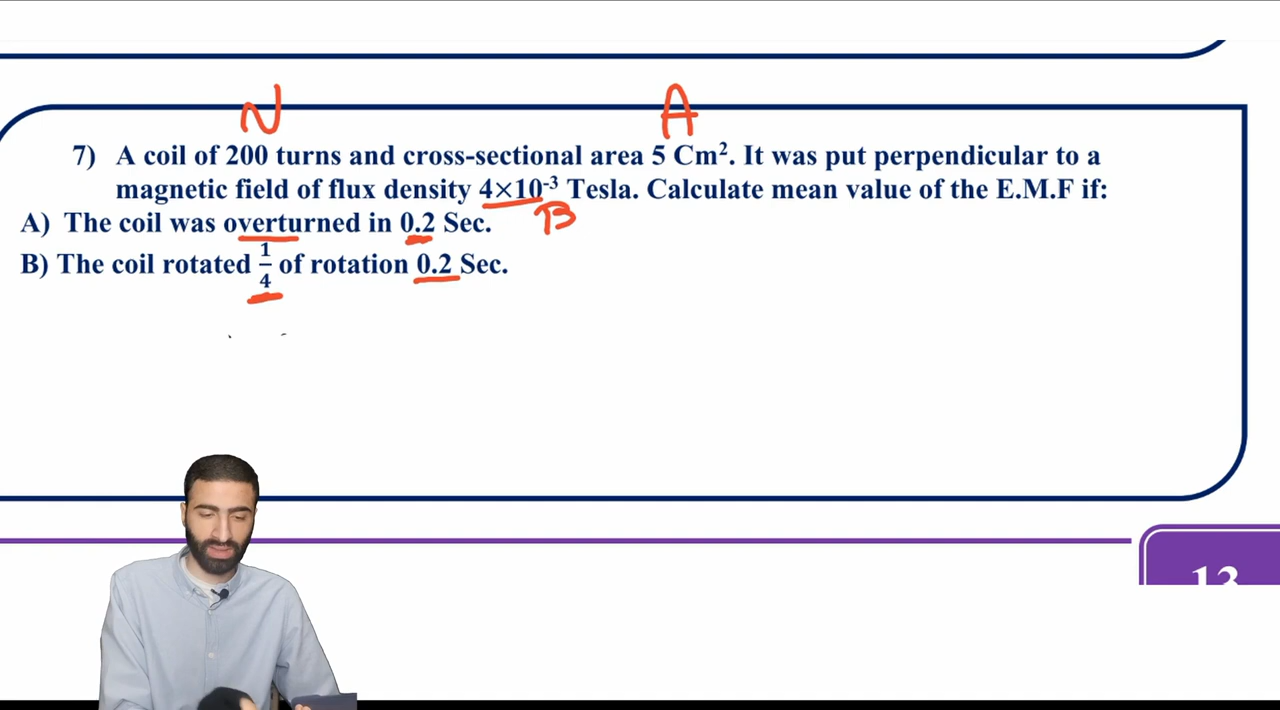 N A
7) A coil of 200 turns and cross-sectional area 5 Cm². It was put perpendicular to a
magnetic field of flux density 4×10⁻³ Tesla. Calculate mean value of the E.M.F if:
B
A) The coil was overturned in 0.2 Sec.
B) The coil rotated 1/4 of rotation 0.2 Sec.
13